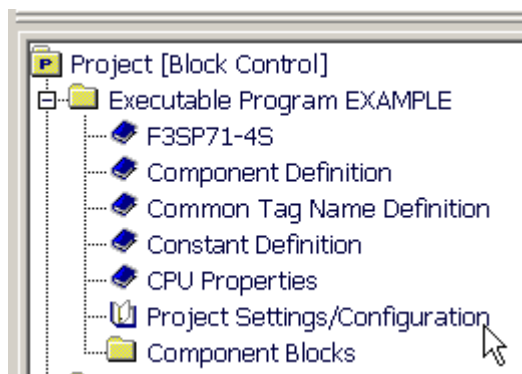 P Project [Block Control]
Executable Program EXAMPLE
F3SP71-4S
Component Definition
Common Tag Name Definition
Constant Definition
CPU Properties
Project Settings/Configuration
Component Blocks